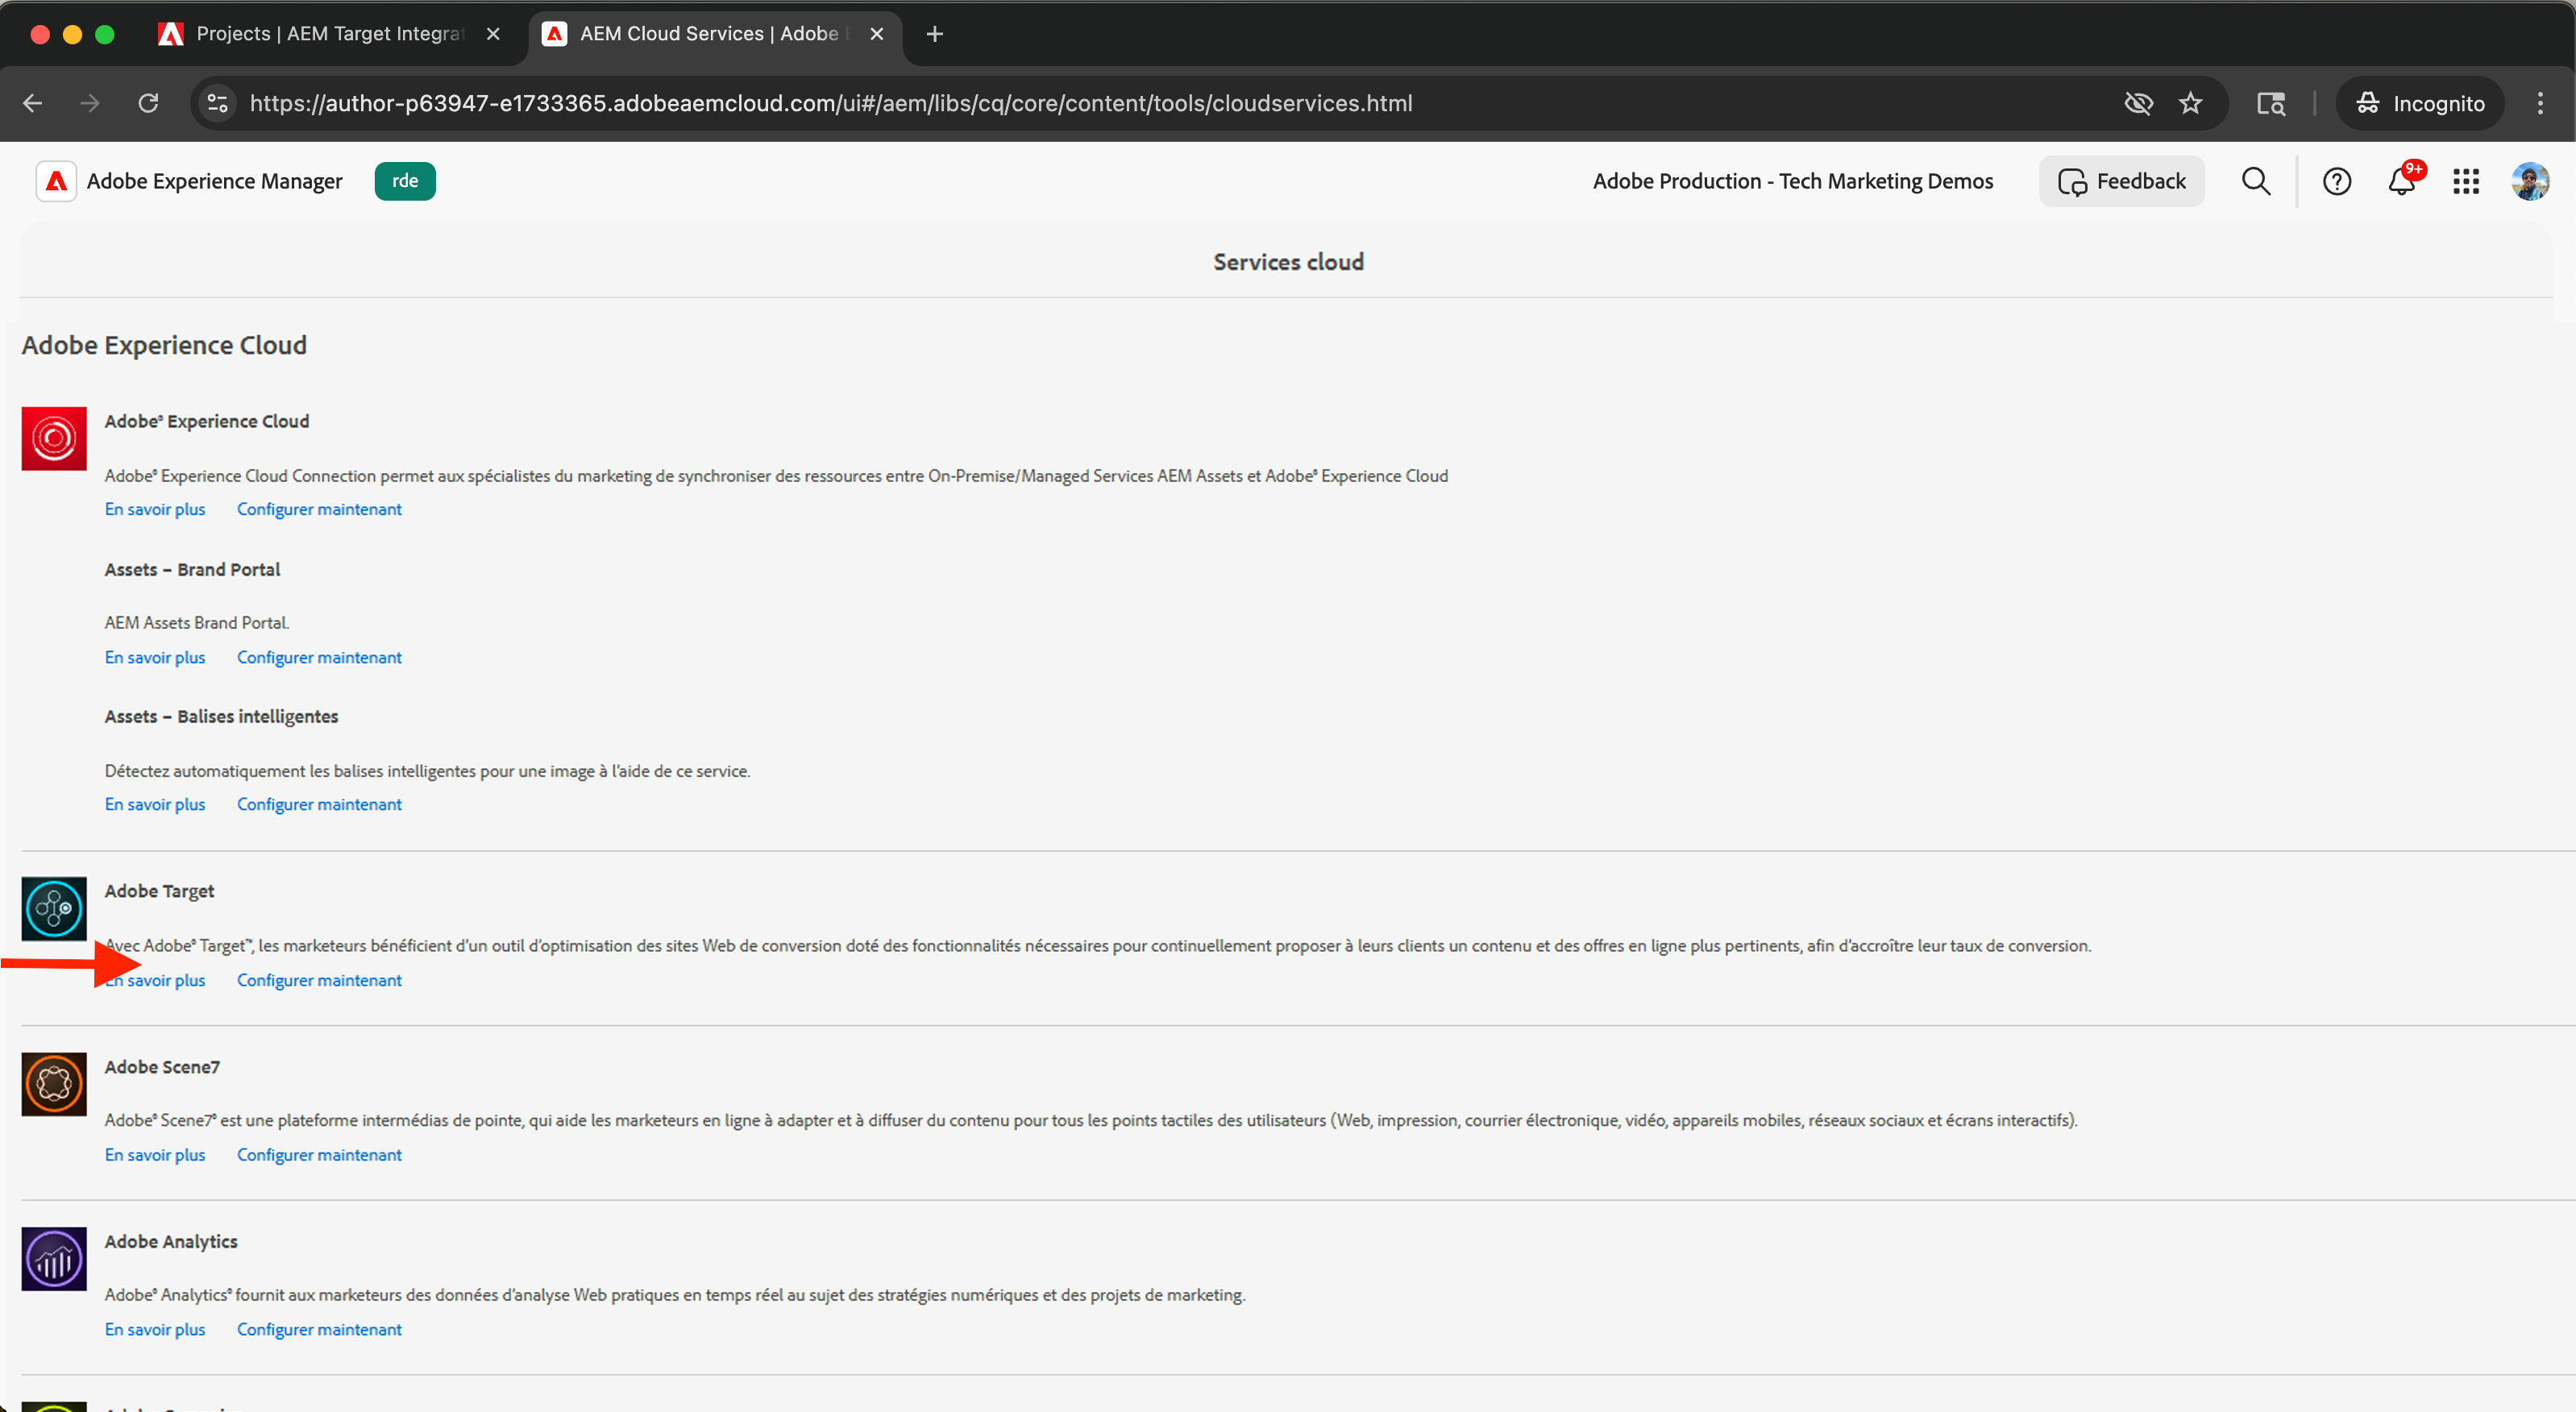 Projects | AEM Target Integrat
AEM Cloud Services | Adobe
https://author-p63947-e1733365.adobeaemcloud.com/ui#/aem/libs/cq/core/content/tools/cloudservices.html
Incognito
Adobe Experience Manager
rde
Adobe Production - Tech Marketing Demos
Feedback
9+
Services cloud
Adobe Experience Cloud
Adobe® Experience Cloud
Adobe® Experience Cloud Connection permet aux spécialistes du marketing de synchroniser des ressources entre On-Premise/Managed Services AEM Assets et Adobe® Experience Cloud
En savoir plus Configurer maintenant
Assets – Brand Portal
AEM Assets Brand Portal.
En savoir plus Configurer maintenant
Assets – Balises intelligentes
Détectez automatiquement les balises intelligentes pour une image à l'aide de ce service.
En savoir plus Configurer maintenant
Adobe Target
Avec Adobe® Target™, les marketeurs bénéficient d'un outil d'optimisation des sites Web de conversion doté des fonctionnalités nécessaires pour continuellement proposer à leurs clients un contenu et des offres en ligne plus pertinents, afin d'accroître leur taux de conversion.
En savoir plus Configurer maintenant
Adobe Scene7
Adobe® Scene7® est une plateforme intermédias de pointe, qui aide les marketeurs en ligne à adapter et à diffuser du contenu pour tous les points tactiles des utilisateurs (Web, impression, courrier électronique, vidéo, appareils mobiles, réseaux sociaux et écrans interactifs).
En savoir plus Configurer maintenant
Adobe Analytics
Adobe® Analytics® fournit aux marketeurs des données d'analyse Web pratiques en temps réel au sujet des stratégies numériques et des projets de marketing.
En savoir plus Configurer maintenant